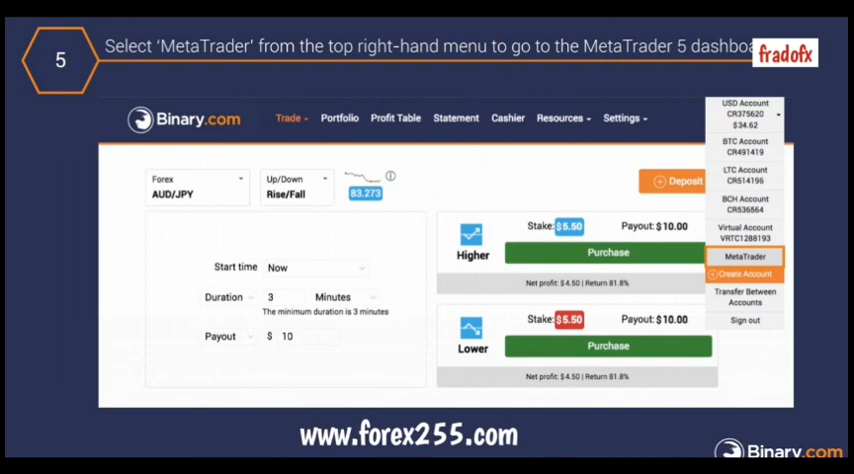 5
Select ‘MetaTrader’ from the top right-hand menu to go to the MetaTrader 5
fradofx
Binary.com
Trade
Portfolio
Profit Table
Statement
Cashier
Resources
Settings
USD Account
CR375620
$34.62
BTC Account
CR491419
LTC Account
CR514196
BCH Account
CR536564
Virtual Account
VRTC1288193
MetaTrader
Create Account
Transfer Between
Accounts
Sign out
Forex
AUD/JPY
Up/Down
Rise/Fall
83.273
Deposit
Start time Now
Duration 3 Minutes
The minimum duration is 3 minutes
Payout $ 10
Higher
Stake: $5.50 Payout: $10.00
Purchase
Net profit: $4.50 | Return 81.8%
Lower
Stake: $5.50 Payout: $10.00
Purchase
Net profit: $4.50 | Return 81.8%
www.forex255.com
Binary.com